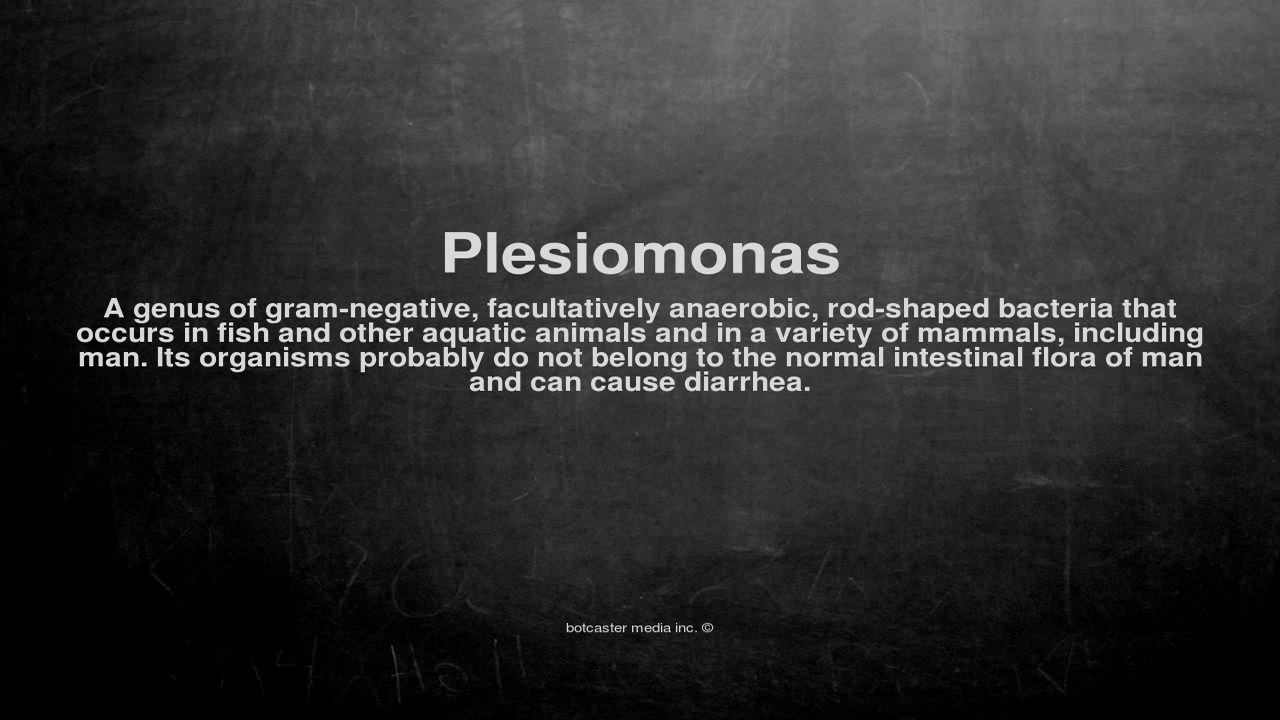 Plesiomonas
A genus of gram-negative, facultatively anaerobic, rod-shaped bacteria that
occurs in fish and other aquatic animals and in a variety of mammals, including
man. Its organisms probably do not belong to the normal intestinal flora of man
and can cause diarrhea.
botcaster media inc. ©